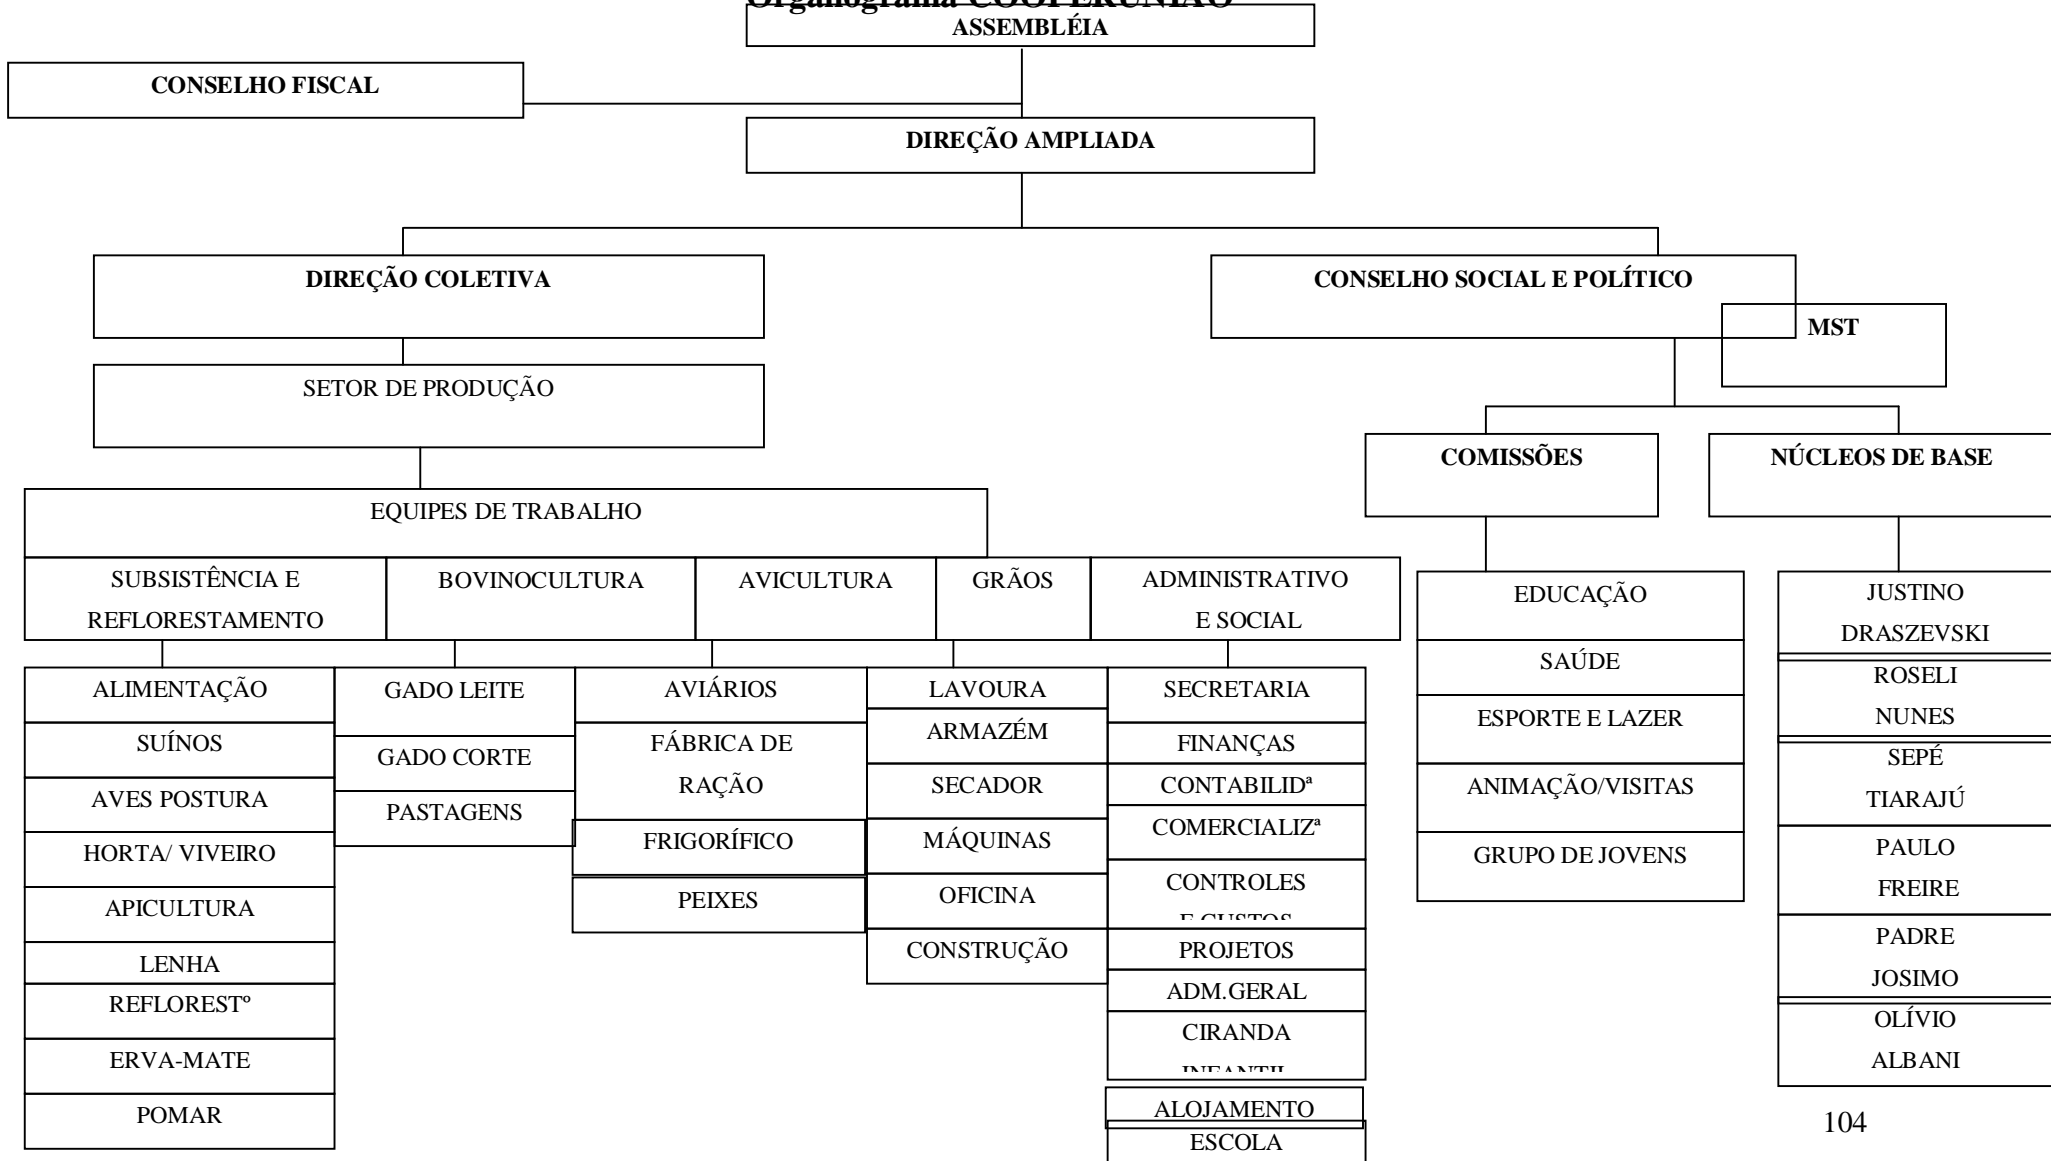 Organograma COOPERUNIÃO
ASSEMBLÉIA
CONSELHO FISCAL
DIREÇÃO AMPLIADA
DIREÇÃO COLETIVA
CONSELHO SOCIAL E POLÍTICO
MST
SETOR DE PRODUÇÃO
COMISSÕES
NÚCLEOS DE BASE
EQUIPES DE TRABALHO
SUBSISTÊNCIA E
REFLORESTAMENTO
BOVINOCULTURA
AVICULTURA
GRÃOS
ADMINISTRATIVO
E SOCIAL
ALIMENTAÇÃO
SUÍNOS
AVES POSTURA
HORTA/ VIVEIRO
APICULTURA
LENHA
REFLORESTº
ERVA-MATE
POMAR
GADO LEITE
GADO CORTE
PASTAGENS
AVIÁRIOS
FÁBRICA DE
RAÇÃO
FRIGORÍFICO
PEIXES
LAVOURA
ARMAZÉM
SECADOR
MÁQUINAS
OFICINA
CONSTRUÇÃO
SECRETARIA
FINANÇAS
CONTABILIDª
COMERCIALIZª
CONTROLES
E CUSTOS
PROJETOS
ADM.GERAL
CIRANDA
INFANTIL
ALOJAMENTO
ESCOLA
EDUCAÇÃO
SAÚDE
ESPORTE E LAZER
ANIMAÇÃO/VISITAS
GRUPO DE JOVENS
JUSTINO
DRASZEVSKI
ROSELI
NUNES
SEPÉ
TIARAJÚ
PAULO
FREIRE
PADRE
JOSIMO
OLÍVIO
ALBANI
104